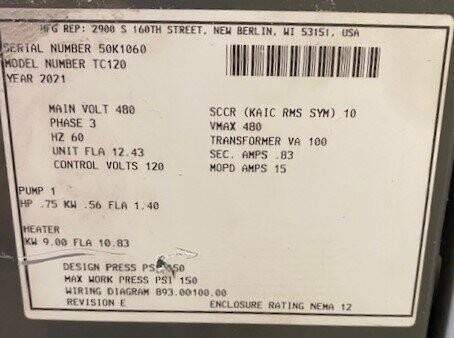 MFG REP: 2900 S 160TH STREET, NEW BERLIN, WI 53151, USA
SERIAL NUMBER 50K1060
MODEL NUMBER TC120
YEAR 2021
MAIN VOLT 480
PHASE 3
HZ 60
UNIT FLA 12.43
CONTROL VOLTS 120
SCCR (KAIC RMS SYM) 10
VMAX 480
TRANSFORMER VA 100
SEC. AMPS .83
MOPD AMPS 15
PUMP 1
HP .75 KW .56 FLA 1.40
HEATER
KW 9.00 FLA 10.83
DESIGN PRESS PSI
MAX WORK PRESS PSI 150
WIRING DIAGRAM 893.00100.00
REVISION E
ENCLOSURE RATING NEMA 12